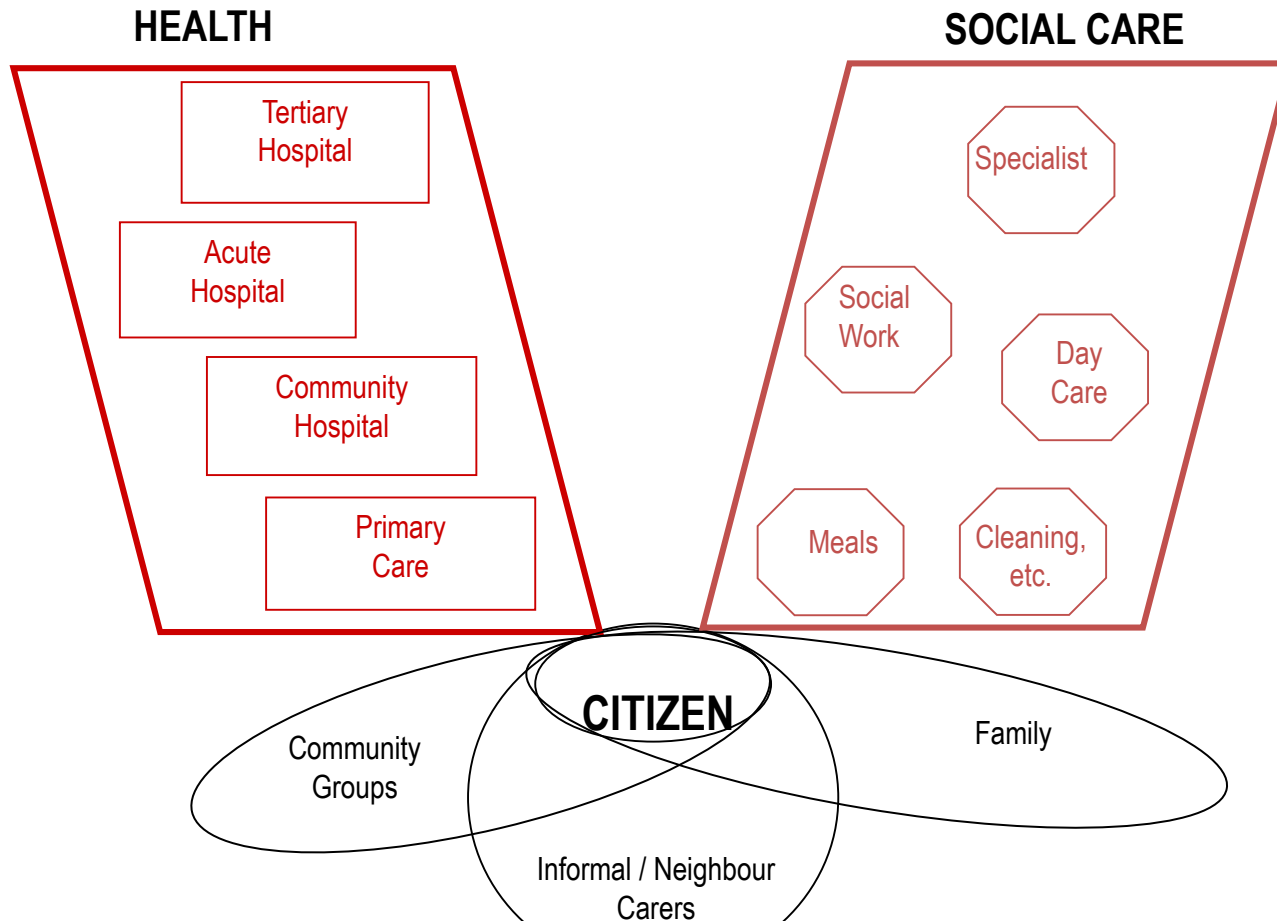 HEALTH
Tertiary
Hospital
Acute
Hospital
Community
Hospital
Primary
Care
SOCIAL CARE
Specialist
Social
Work
Day
Care
Meals
Cleaning,
etc.
CITIZEN
Community
Groups
Family
Informal / Neighbour
Carers